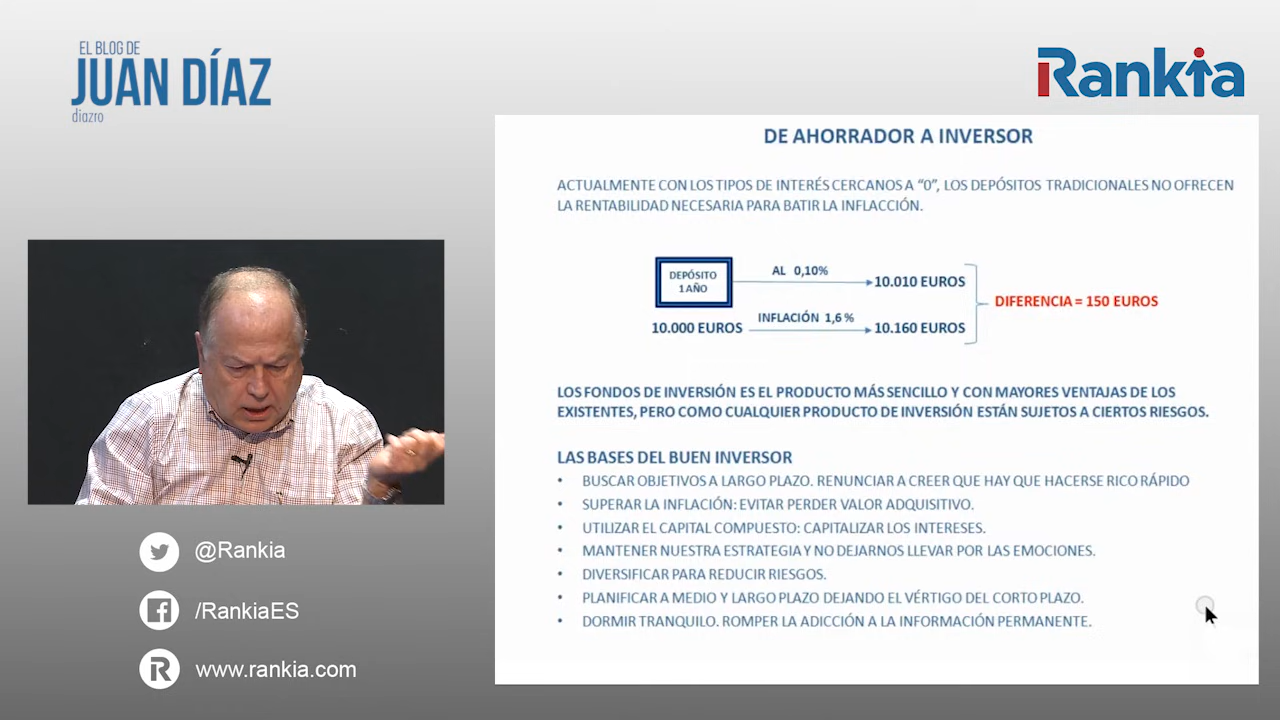 EL BLOG DE
JUAN DÍAZ
diazro
Rankia
DE AHORRADOR A INVERSOR
ACTUALMENTE CON LOS TIPOS DE INTERÉS CERCANOS A “0”, LOS DEPÓSITOS TRADICIONALES NO OFRECEN
LA RENTABILIDAD NECESARIA PARA BATIR LA INFLACCIÓN.
DEPÓSITO
1 AÑO
AL 0,10%
10.010 EUROS
DIFERENCIA = 150 EUROS
10.000 EUROS
INFLACIÓN 1,6 %
10.160 EUROS
LOS FONDOS DE INVERSIÓN ES EL PRODUCTO MÁS SENCILLO Y CON MAYORES VENTAJAS DE LOS
EXISTENTES, PERO COMO CUALQUIER PRODUCTO DE INVERSIÓN ESTÁN SUJETOS A CIERTOS RIESGOS.
LAS BASES DEL BUEN INVERSOR
• BUSCAR OBJETIVOS A LARGO PLAZO. RENUNCIAR A CREER QUE HAY QUE HACERSE RICO RÁPIDO
• SUPERAR LA INFLACIÓN: EVITAR PERDER VALOR ADQUISITIVO.
• UTILIZAR EL CAPITAL COMPUESTO: CAPITALIZAR LOS INTERESES.
• MANTENER NUESTRA ESTRATEGIA Y NO DEJARNOS LLEVAR POR LAS EMOCIONES.
• DIVERSIFICAR PARA REDUCIR RIESGOS.
• PLANIFICAR A MEDIO Y LARGO PLAZO DEJANDO EL VÉRTIGO DEL CORTO PLAZO.
• DORMIR TRANQUILO. ROMPER LA ADICCIÓN A LA INFORMACIÓN PERMANENTE.
@Rankia
/RankiaES
www.rankia.com